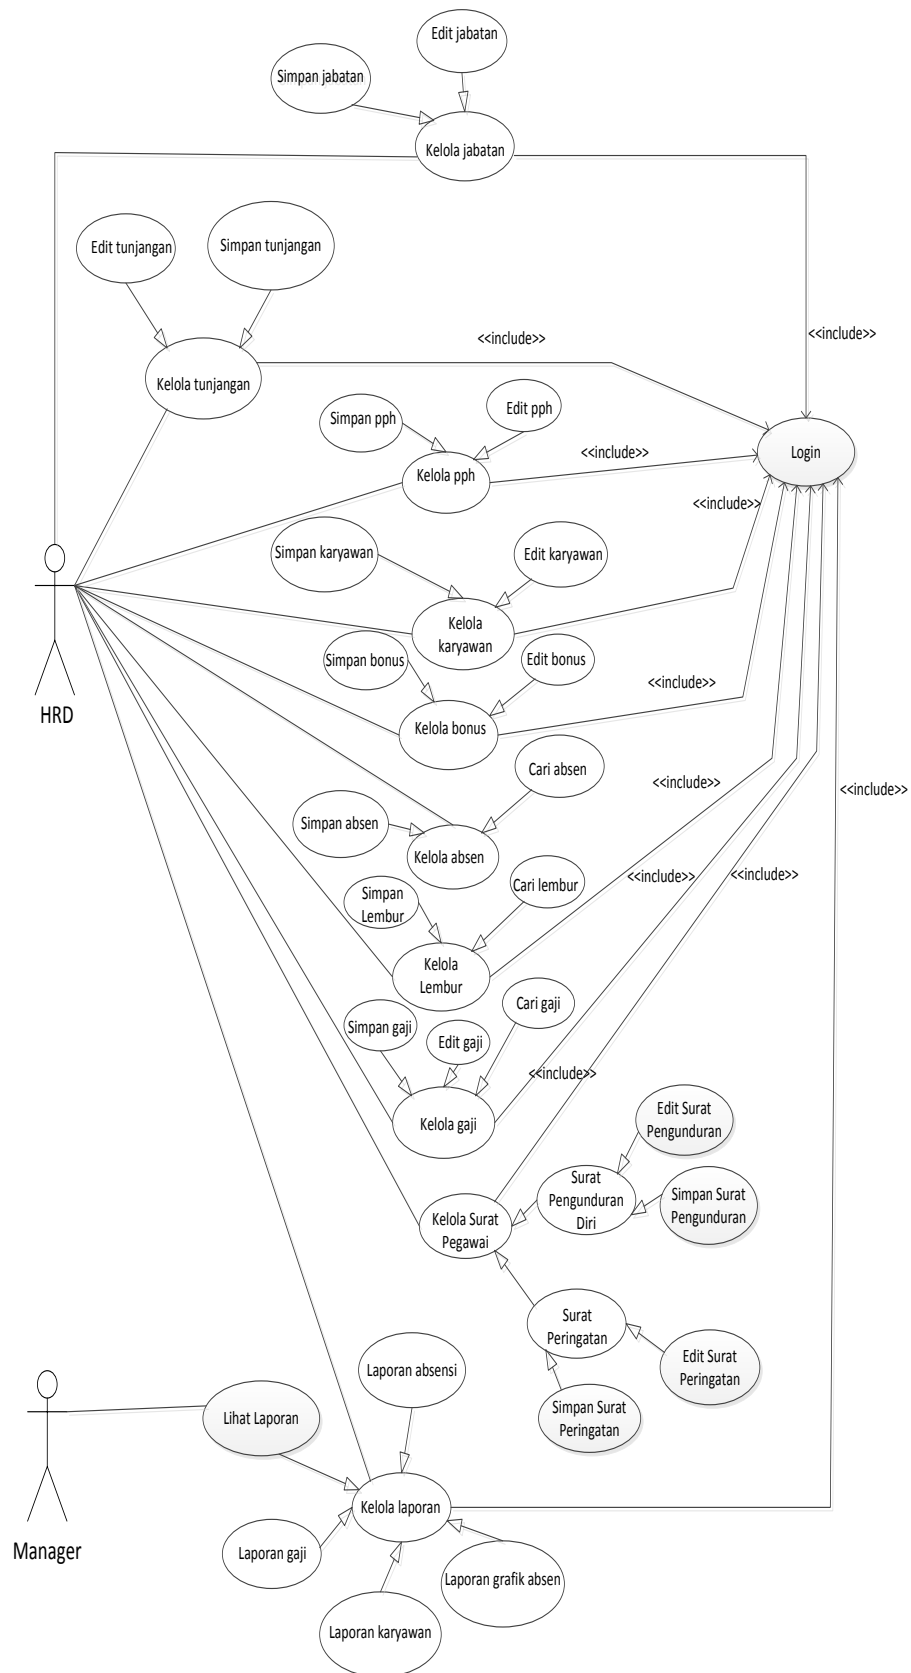 Edit jabatan
Simpan jabatan
Kelola jabatan
Edit tunjangan
Simpan tunjangan
<<include>>
<<include>>
Kelola tunjangan
Simpan pph
Edit pph
<<include>>
Login
Kelola pph
<<include>>
Simpan karyawan
Edit karyawan
Kelola
karyawan
Simpan bonus
Edit bonus
<<include>>
HRD
Kelola bonus
Cari absen
<<include>>
<<include>>
Simpan absen
Kelola absen
<<include>>
<<include>>
Simpan
Lembur
Cari lembur
Kelola
Lembur
Cari gaji
Simpan gaji
Edit gaji
<<include>>
Kelola gaji
Edit Surat
Pengunduran
Surat
Pengunduran
Diri
Simpan Surat
Pengunduran
Kelola Surat
Pegawai
Surat
Peringatan
Edit Surat
Peringatan
Simpan Surat
Peringatan
Laporan absensi
Lihat Laporan
Kelola laporan
Manager
Laporan gaji
Laporan grafik absen
Laporan karyawan